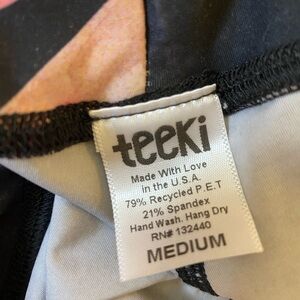 teeki
Made With Love
in the U.S.A.
79% Recycled P.E.T
21% Spandex
Hand Wash. Hang Dry
RN# 132440
MEDIUM